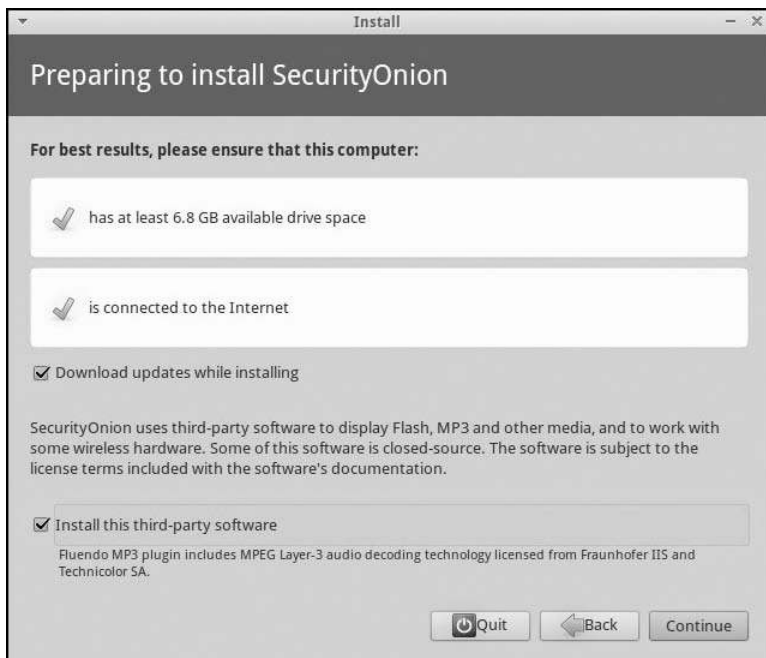 Install
Preparing to install SecurityOnion
For best results, please ensure that this computer:
has at least 6.8 GB available drive space
is connected to the Internet
Download updates while installing
SecurityOnion uses third-party software to display Flash, MP3 and other media, and to work with
some wireless hardware. Some of this software is closed-source. The software is subject to the
license terms included with the software's documentation.
Install this third-party software
Fluendo MP3 plugin includes MPEG Layer-3 audio decoding technology licensed from Fraunhofer IIS and
Technicolor SA.
Quit
Back
Continue